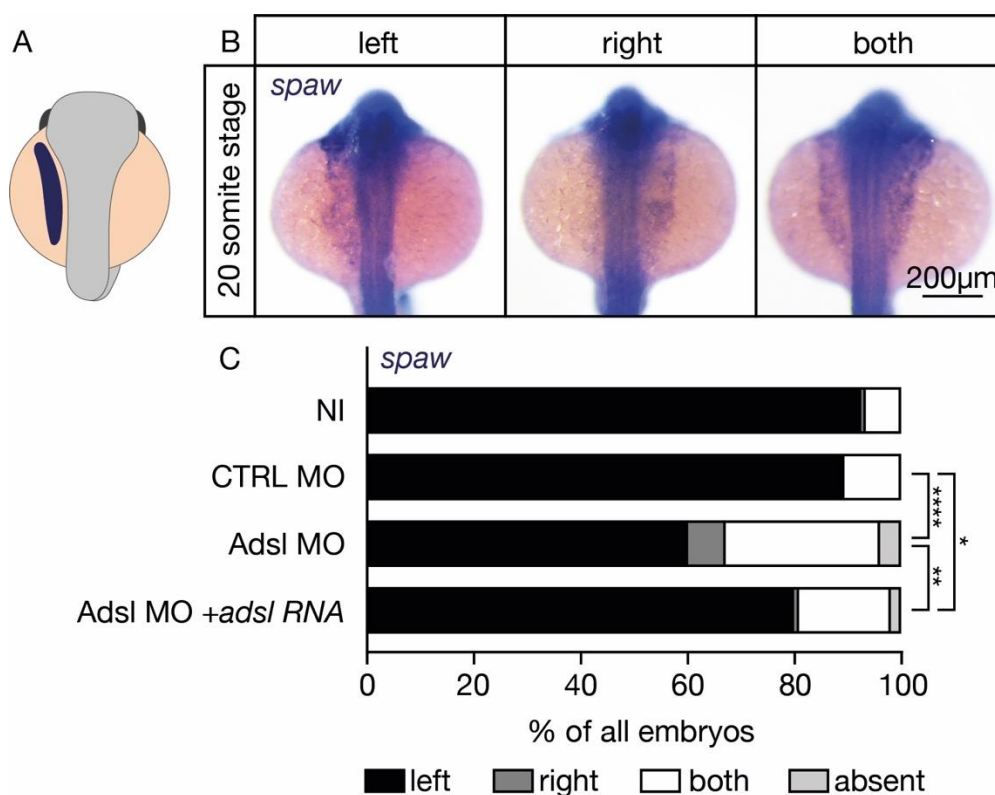 A
B
left
right
both
20 somite stage
spaw
200µm
C
spaw
NI
CTRL MO
Adsl MO
Adsl MO +adsl RNA
****
**
*
0 20 40 60 80 100
% of all embryos
left right both absent